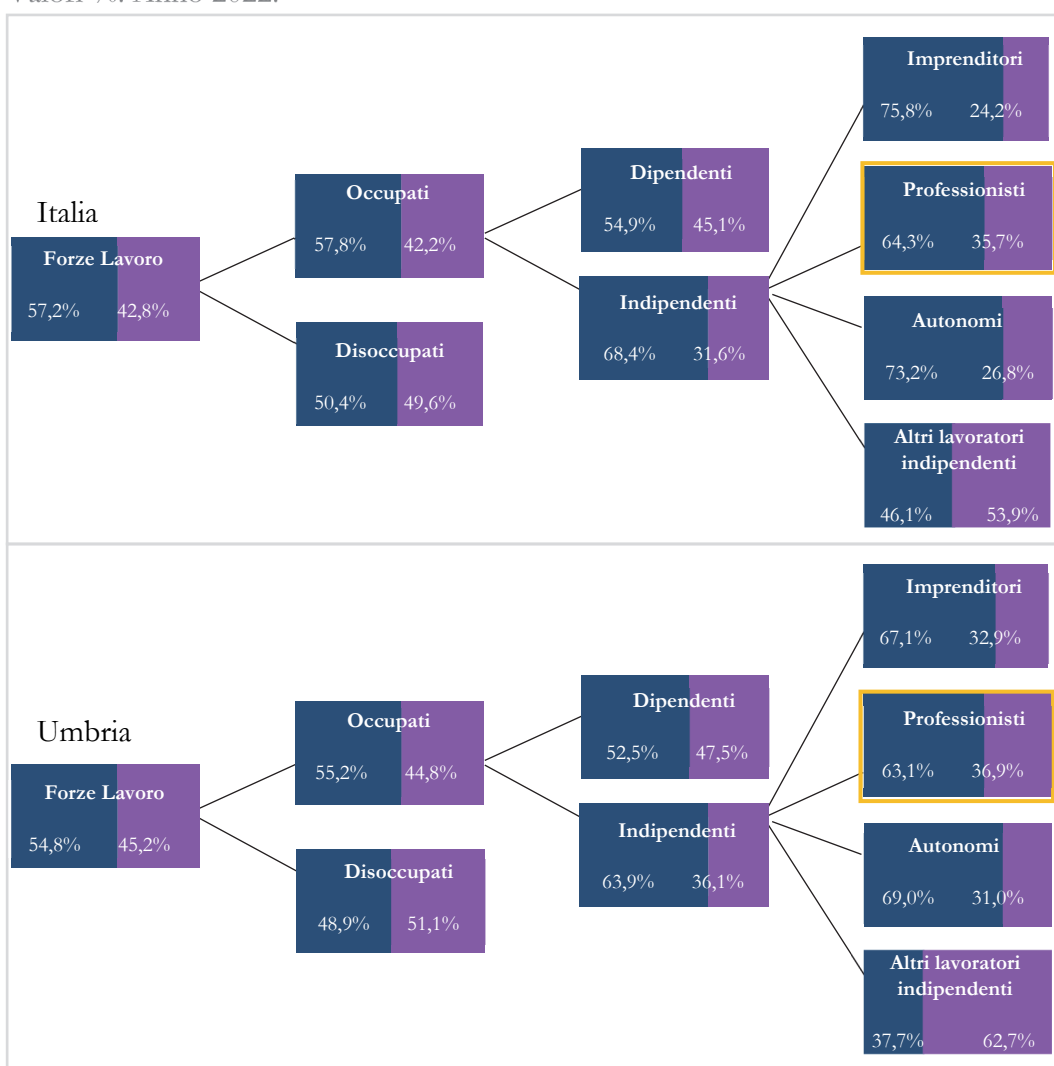 Valori %. Anno 2022.
Italia
Forze Lavoro
57,2% 42,8%
Occupati
57,8% 42,2%
Disoccupati
50,4% 49,6%
Dipendenti
54,9% 45,1%
Indipendenti
68,4% 31,6%
Imprenditori
75,8% 24,2%
Professionisti
64,3% 35,7%
Autonomi
73,2% 26,8%
Altri lavoratori
indipendenti
46,1% 53,9%
Umbria
Forze Lavoro
54,8% 45,2%
Occupati
55,2% 44,8%
Disoccupati
48,9% 51,1%
Dipendenti
52,5% 47,5%
Indipendenti
63,9% 36,1%
Imprenditori
67,1% 32,9%
Professionisti
63,1% 36,9%
Autonomi
69,0% 31,0%
Altri lavoratori
indipendenti
37,7% 62,7%